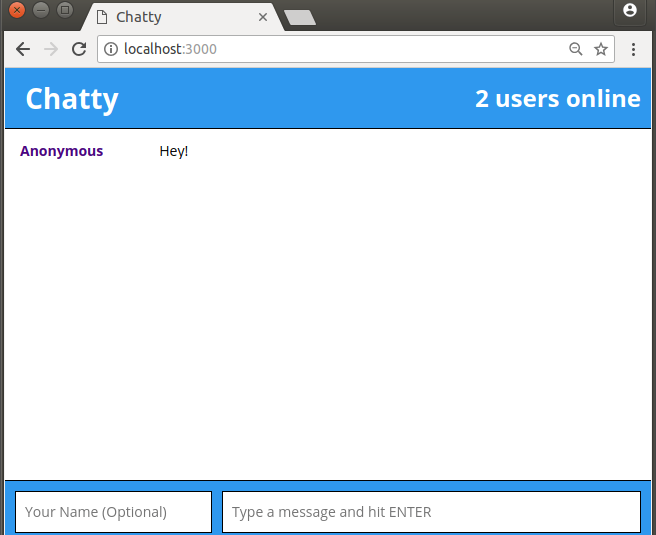 Chatty
localhost:3000
Chatty
2 users online
Anonymous Hey!
Your Name (Optional)
Type a message and hit ENTER